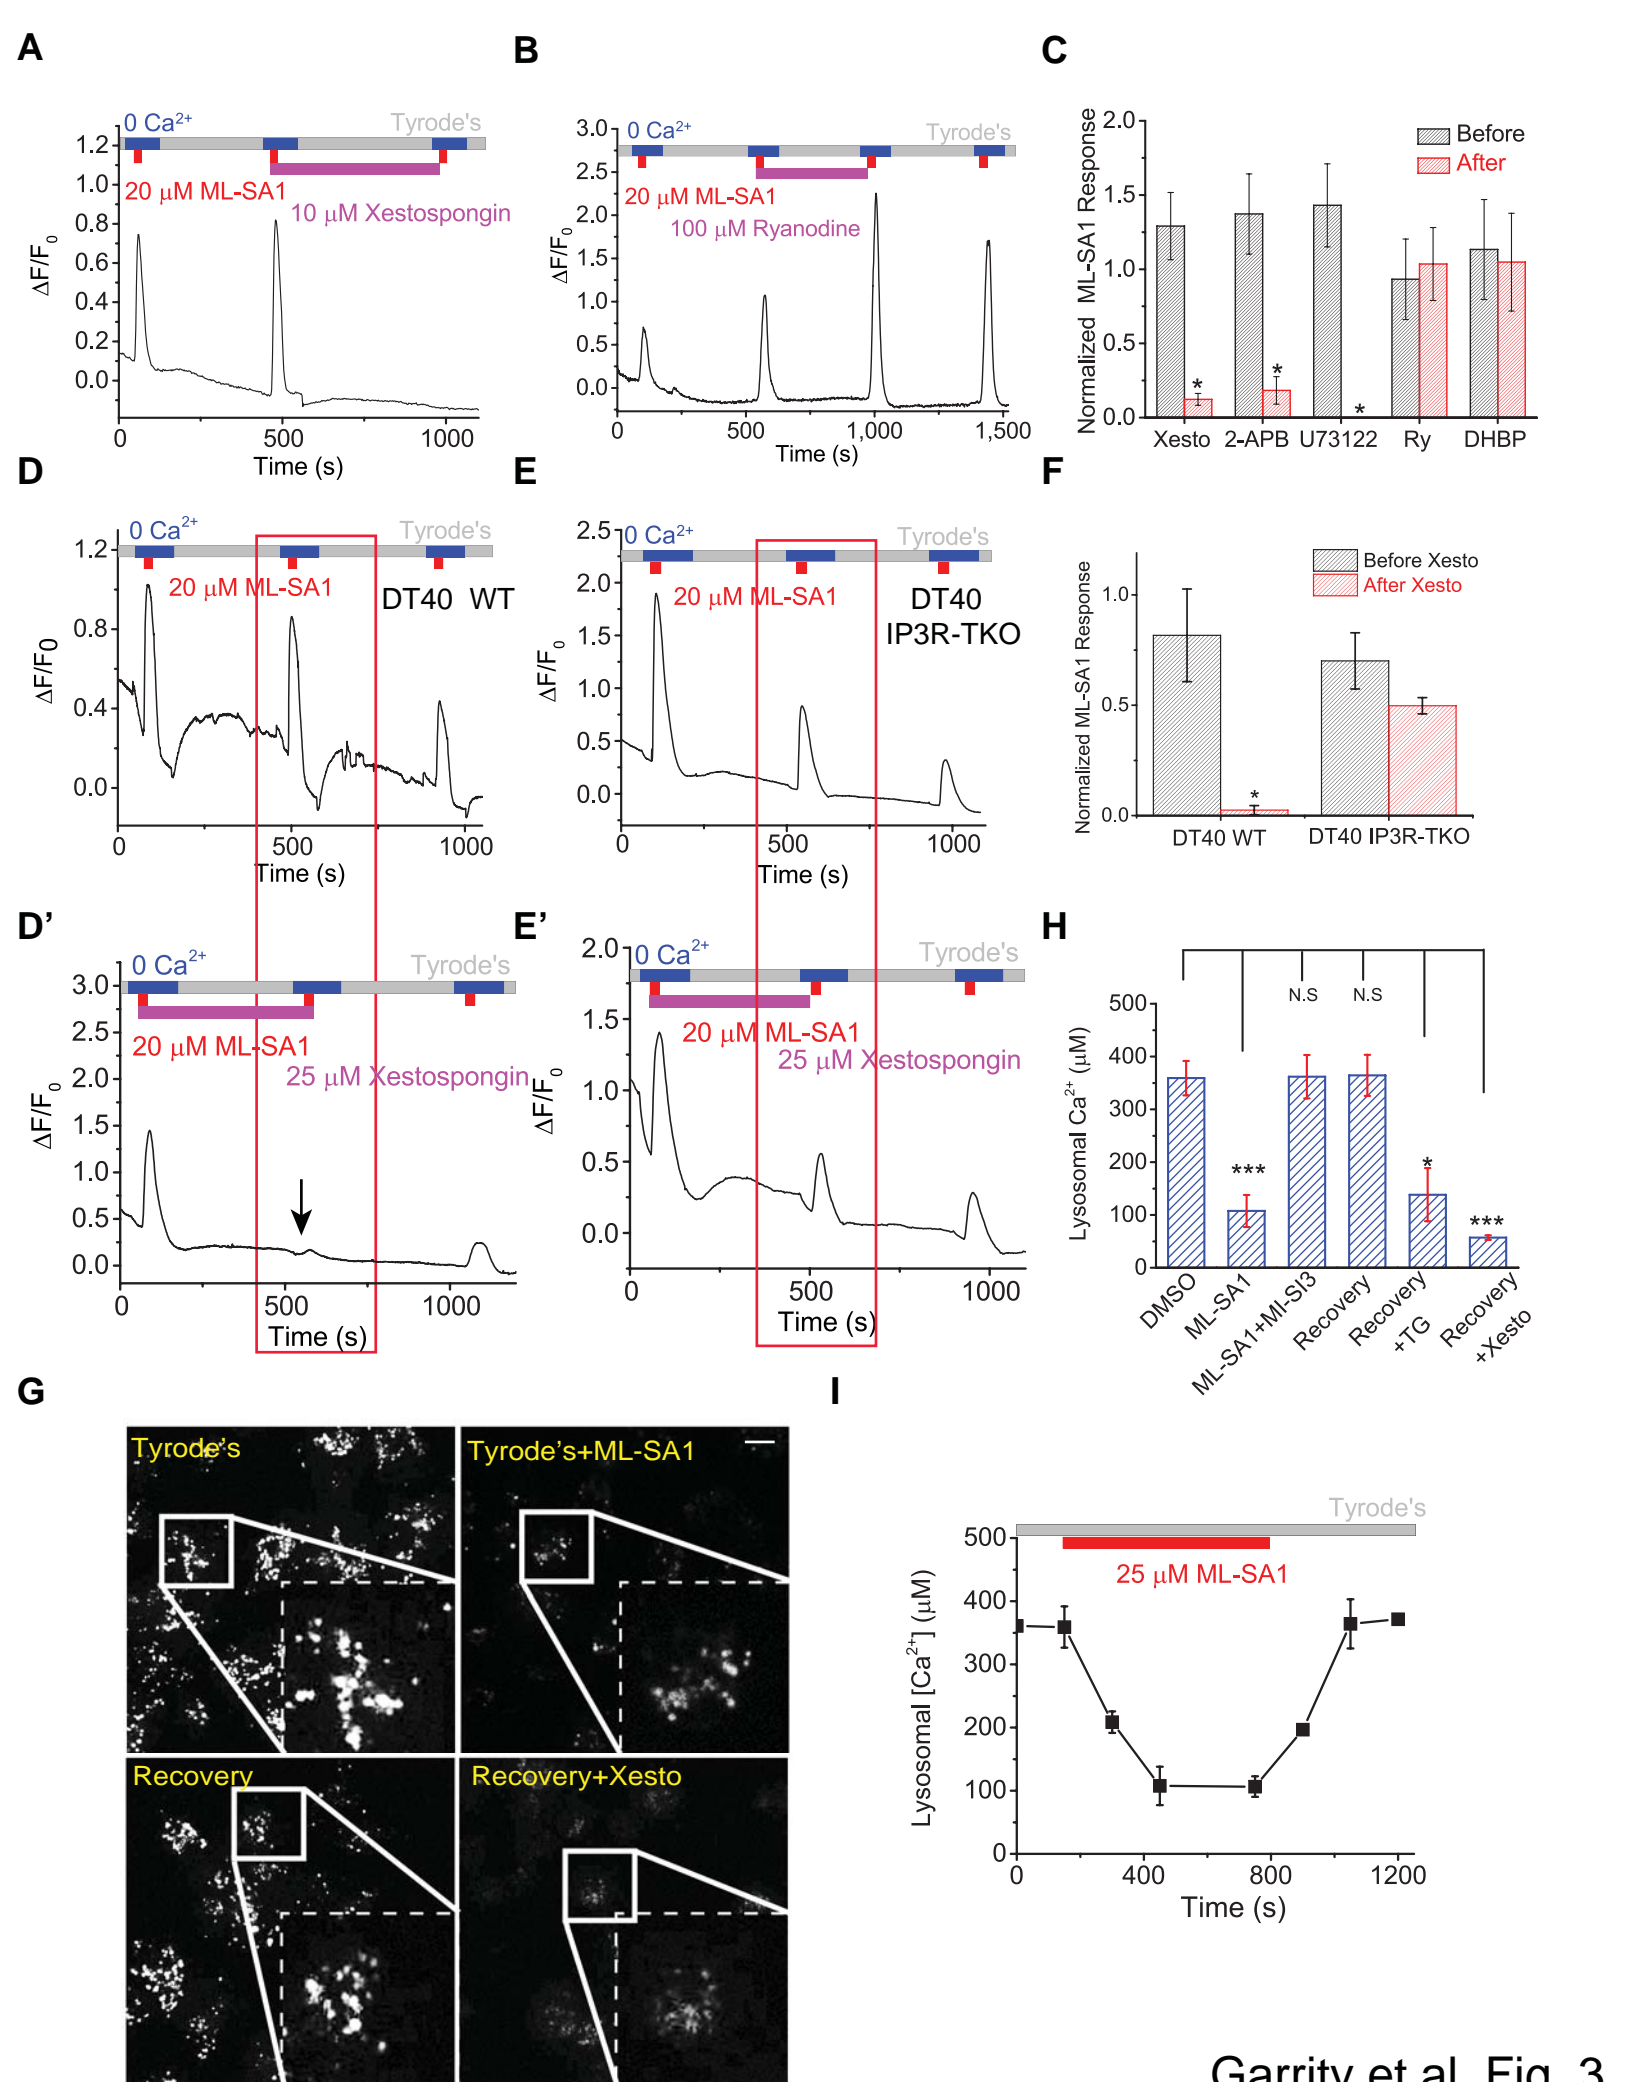 A
0 Ca2+
Tyrode's
20 μM ML-SA1
10 μM Xestospongin
ΔF/F0
1.2
1.0
0.8
0.6
0.4
0.2
0.0
0 500 1000
Time (s)
B
0 Ca2+
Tyrode's
20 μM ML-SA1
100 μM Ryanodine
ΔF/F0
3.0
2.5
2.0
1.5
1.0
0.5
0.0
0 500 1,000 1,500
Time (s)
C
Normalized ML-SA1 Response
Before
After
2.0
1.5
1.0
0.5
0.0
* * *
Xesto 2-APB U73122 Ry DHBP
D
0 Ca2+
Tyrode's
20 μM ML-SA1
DT40 WT
ΔF/F0
1.2
0.8
0.4
0.0
0 500 1000
Time (s)
E
0 Ca2+
Tyrode's
20 μM ML-SA1
DT40
IP3R-TKO
ΔF/F0
2.5
2.0
1.5
1.0
0.5
0.0
0 500 1000
Time (s)
F
Normalized ML-SA1 Response
Before Xesto
After Xesto
1.0
0.5
0.0
*
DT40 WT DT40 IP3R-TKO
D’
0 Ca2+
Tyrode's
20 μM ML-SA1
25 μM Xestospongin
ΔF/F0
3.0
2.5
2.0
1.5
1.0
0.5
0.0
0 500 1000
Time (s)
E’
0 Ca2+
Tyrode's
20 μM ML-SA1
25 μM Xestospongin
ΔF/F0
2.0
1.5
1.0
0.5
0.0
0 500 1000
Time (s)
H
N.S N.S
Lysosomal Ca2+ (μM)
500
400
300
200
100
0
*** * ***
DMSO
ML-SA1
ML-SA1+MI-SI3
Recovery
Recovery
+TG
Recovery
+Xesto
G
Tyrode's
Tyrode’s+ML-SA1
Recovery
Recovery+Xesto
I
Tyrode's
25 μM ML-SA1
Lysosomal [Ca2+] (μM)
500
400
300
200
100
0
0 400 800 1200
Time (s)
Garrity et al. Fig. 3